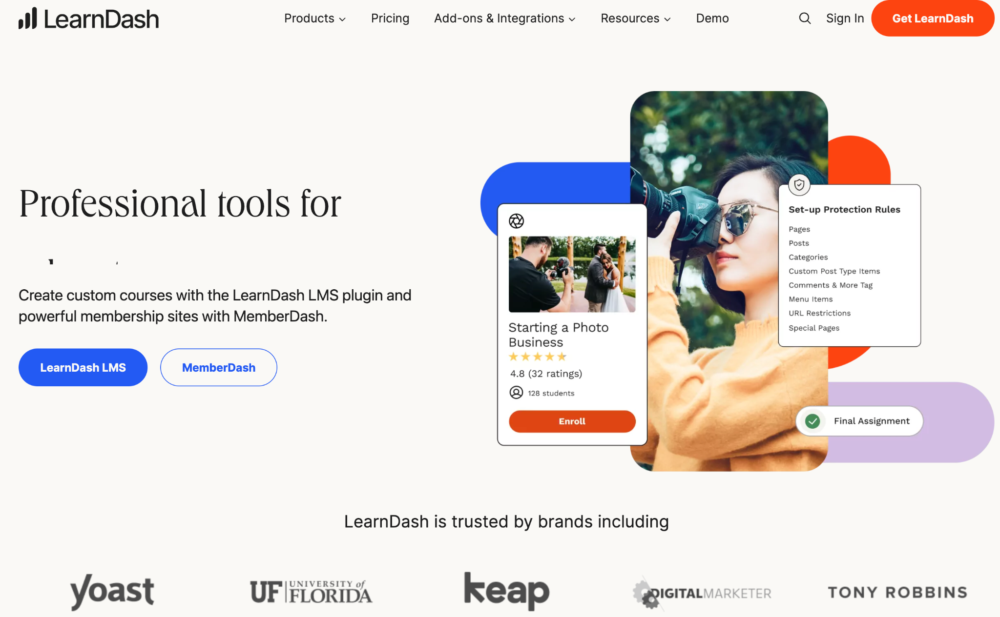 LearnDash
Products
Pricing
Add-ons & Integrations
Resources
Demo
Sign In
Get LearnDash
Professional tools for
Create custom courses with the LearnDash LMS plugin and
powerful membership sites with MemberDash.
LearnDash LMS
MemberDash
Starting a Photo
Business
4.8 (32 ratings)
128 students
Enroll
Canon
Set-up Protection Rules
Pages
Posts
Categories
Custom Post Type Items
Comments & More Tag
Menu Items
URL Restrictions
Special Pages
Final Assignment
LearnDash is trusted by brands including
yoast
UF UNIVERSITY of
FLORIDA
keap
DIGITALMARKETER
TONY ROBBINS